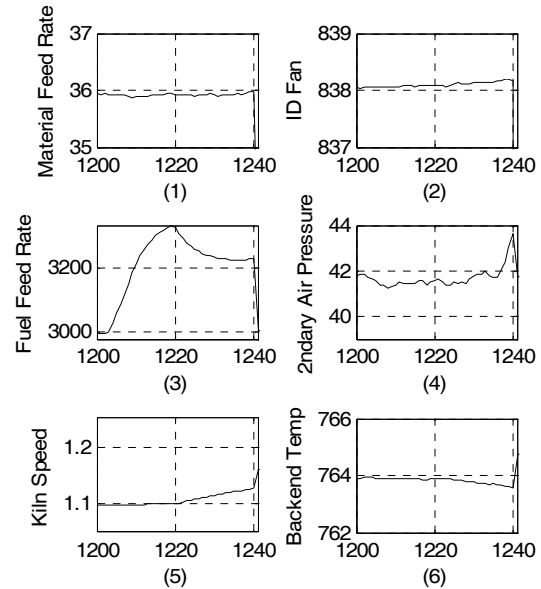 37
36
35
Material Feed Rate
1200 1220 1240
(1)
839
838
837
ID Fan
1200 1220 1240
(2)
3200
3000
Fuel Feed Rate
1200 1220 1240
(3)
44
42
40
2ndary Air Pressure
1200 1220 1240
(4)
1.2
1.1
Kiln Speed
1200 1220 1240
(5)
766
764
762
Backend Temp
1200 1220 1240
(6)